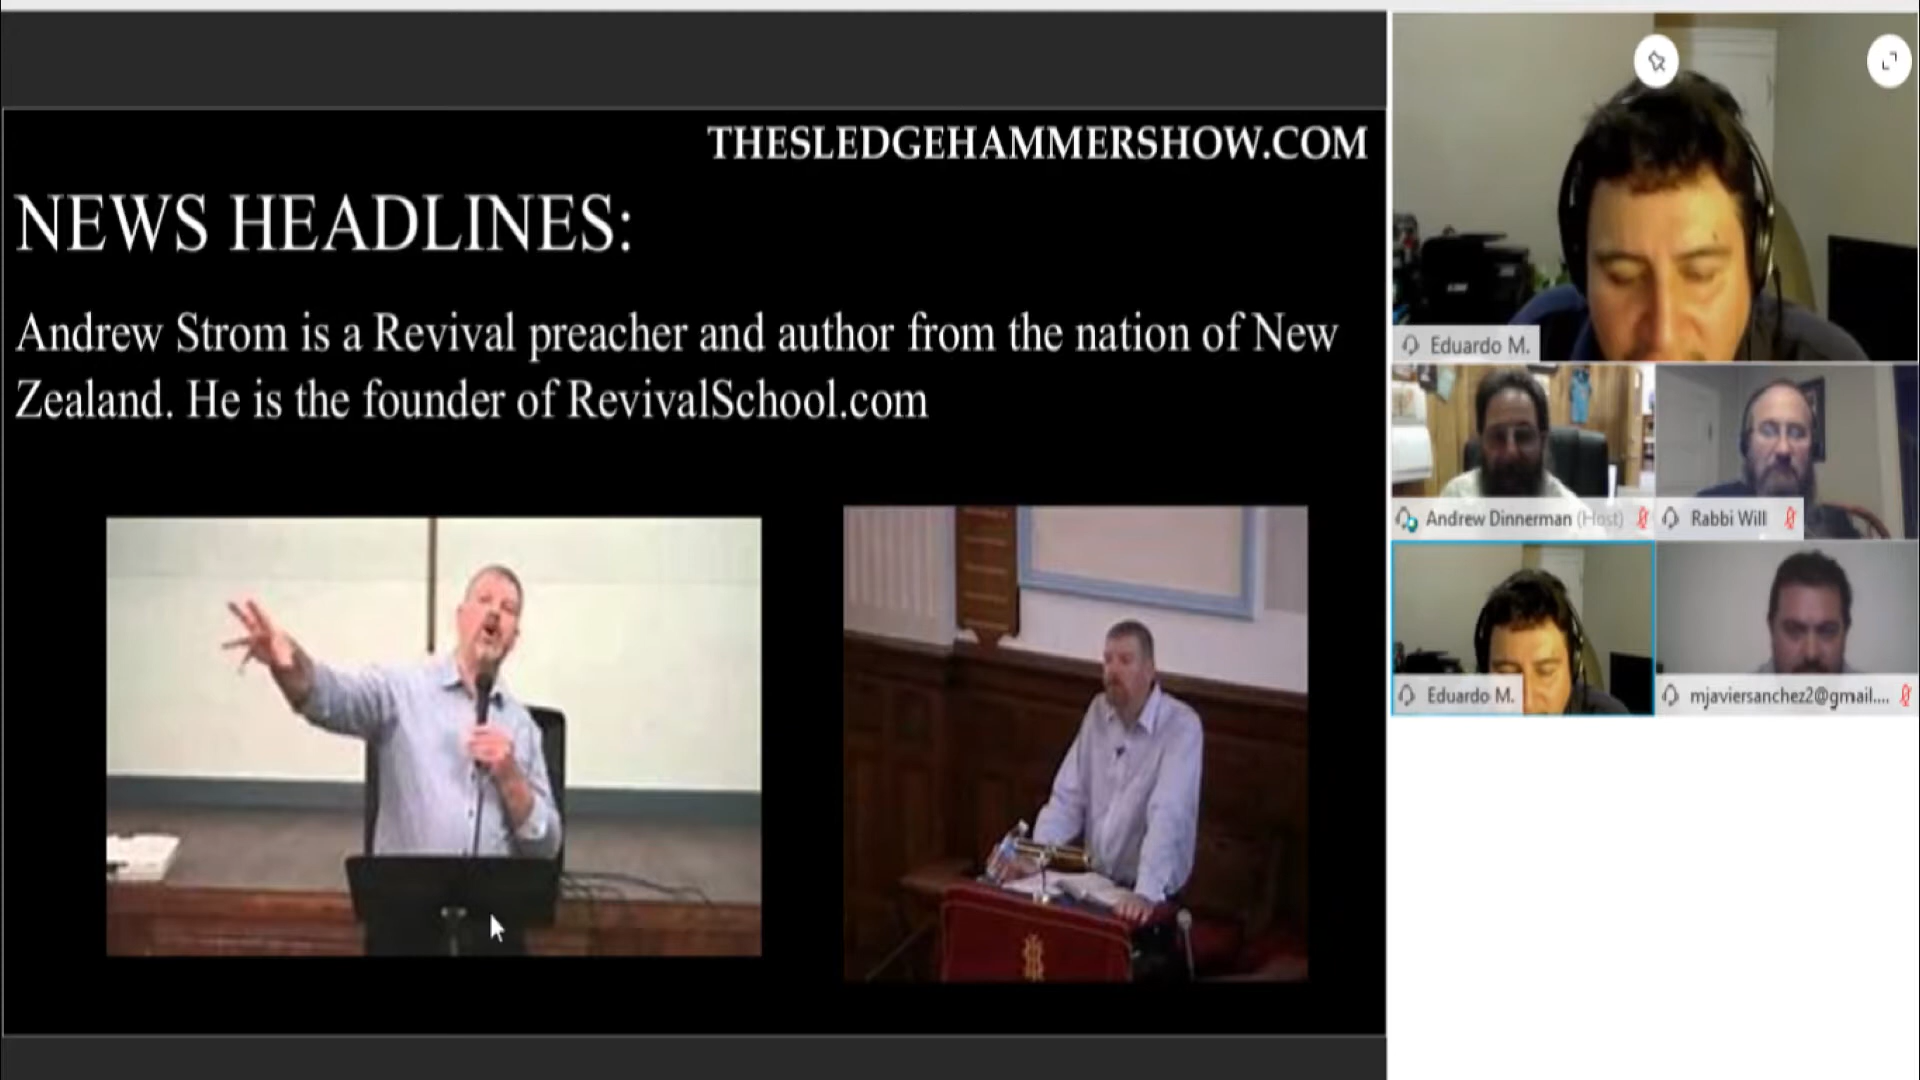 THESLEDGEHAMMERSHOW.COM
NEWS HEADLINES:
Andrew Strom is a Revival preacher and author from the nation of New
Zealand. He is the founder of RevivalSchool.com
Eduardo M.
Andrew Dinnerman (Host)
Rabbi Will
Eduardo M.
mjaviersanchez2@gmail....